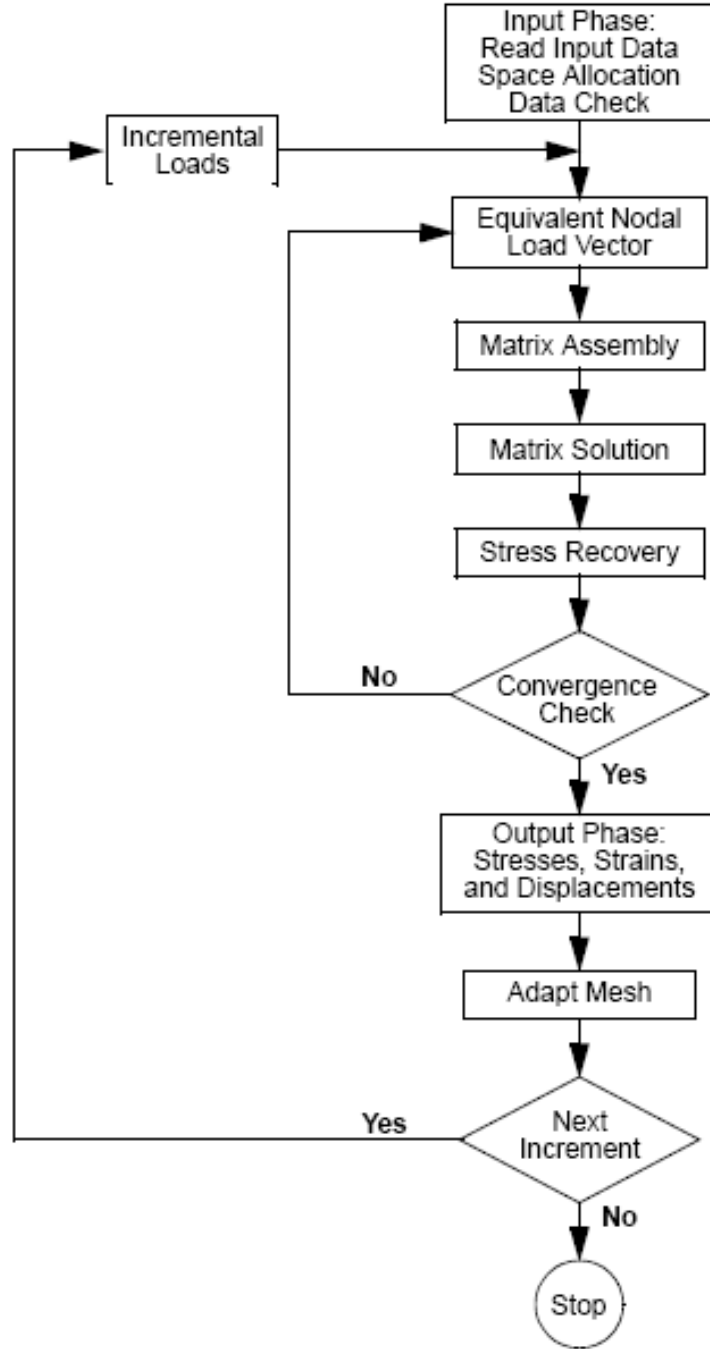 Input Phase:
Read Input Data
Space Allocation
Data Check
Incremental
Loads
Equivalent Nodal
Load Vector
Matrix Assembly
Matrix Solution
Stress Recovery
No
Convergence
Check
Yes
Output Phase:
Stresses, Strains,
and Displacements
Adapt Mesh
Yes
Next
Increment
No
Stop